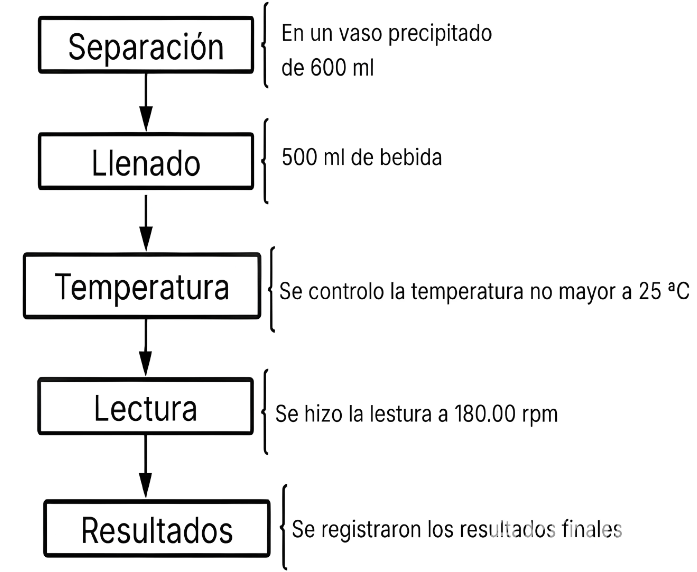 Separación
En un vaso precipitado
de 600 ml
Llenado
500 ml de bebida
Temperatura
Se controlo la temperatura no mayor a 25 ªC
Lectura
Se hizo la lestura a 180.00 rpm
Resultados
Se registraron los resultados finales